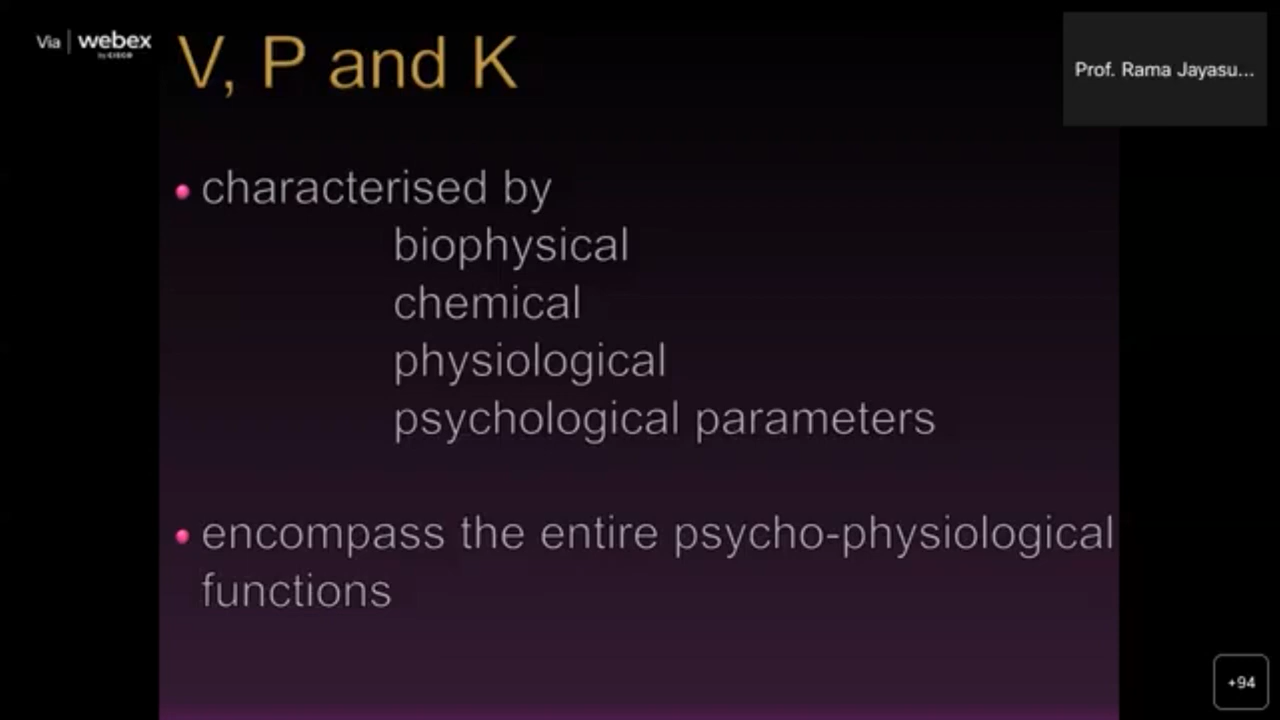 Via | webex
by CISCO
V, P and K
Prof. Rama Jayasu...
characterised by
biophysical
chemical
physiological
psychological parameters
encompass the entire psycho-physiological
functions
+94